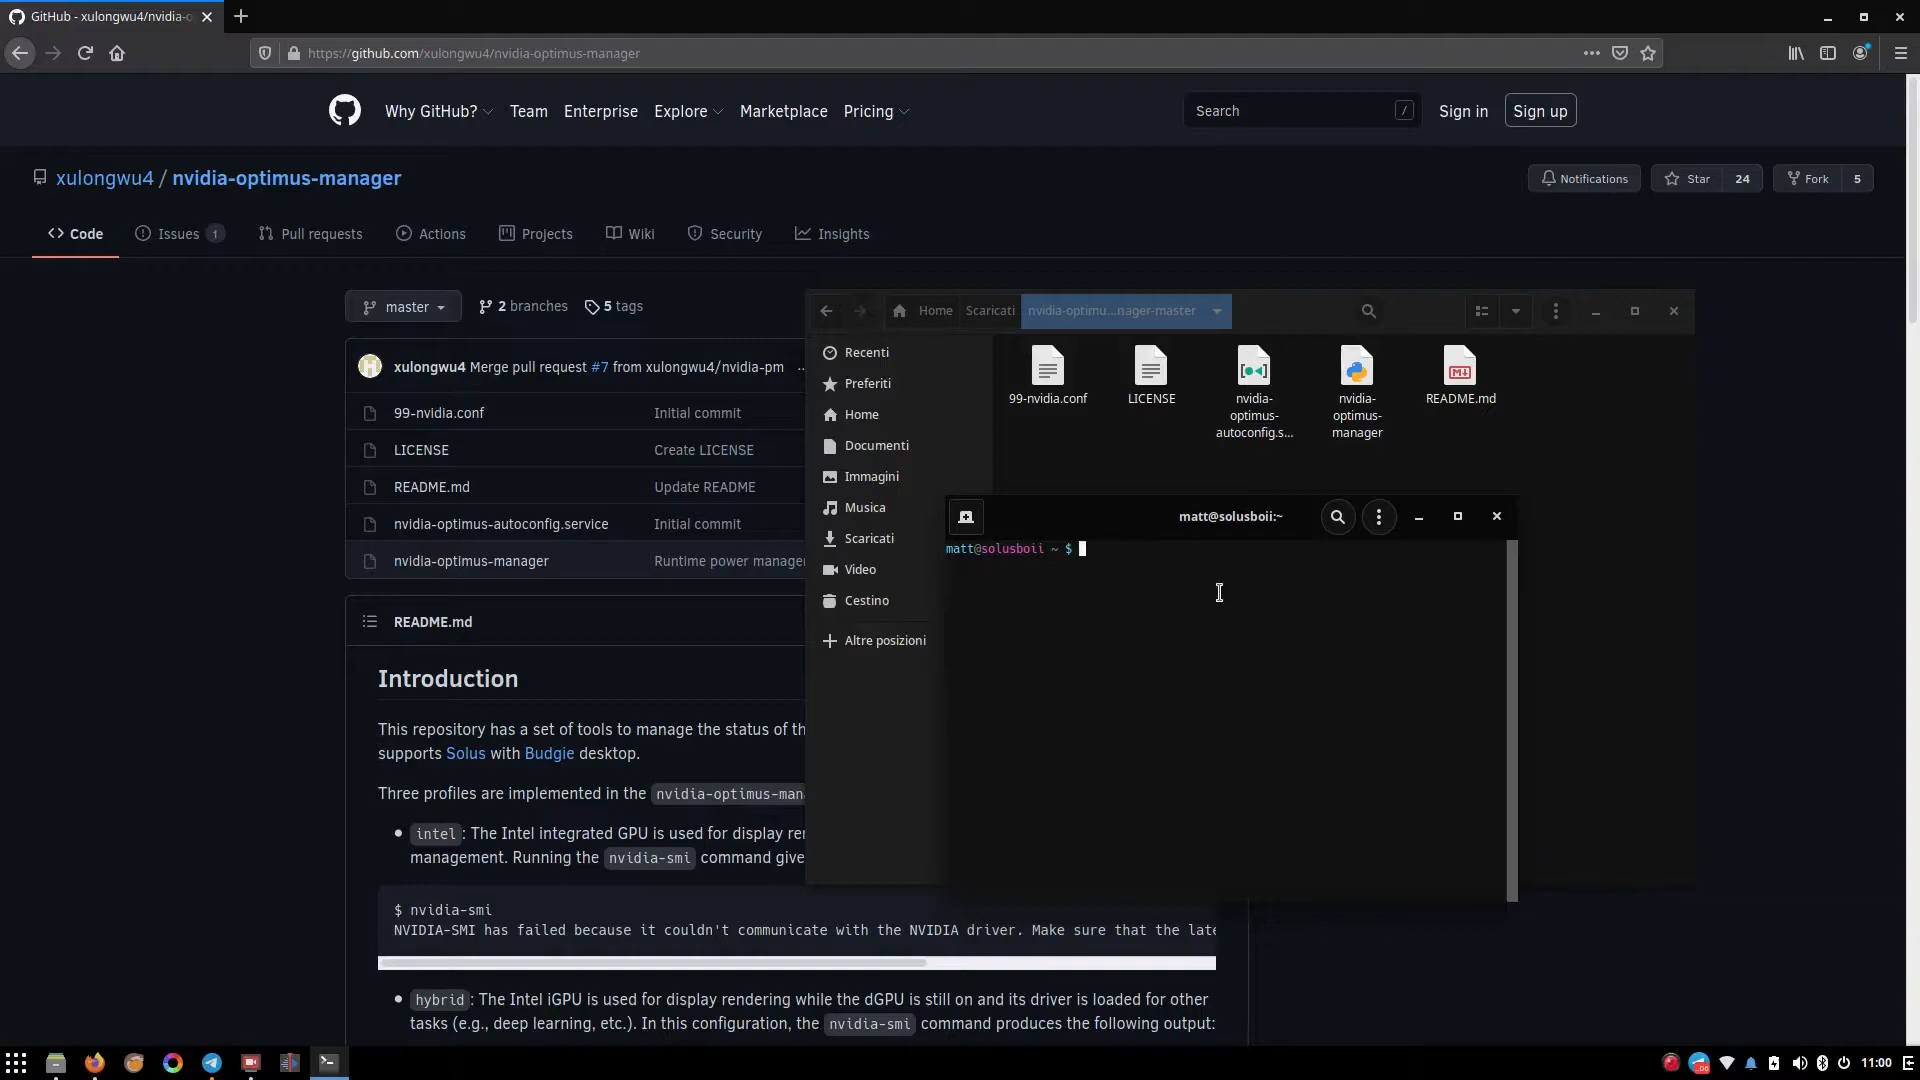 GitHub - xulongwu4/nvidia-o
https://github.com/xulongwu4/nvidia-optimus-manager
Why GitHub? Team Enterprise Explore Marketplace Pricing Search / Sign in Sign up
xulongwu4 / nvidia-optimus-manager
Notifications Star 24 Fork 5
Code Issues 1 Pull requests Actions Projects Wiki Security Insights
master 2 branches 5 tags
xulongwu4 Merge pull request #7 from xulongwu4/nvidia-pm ...
99-nvidia.conf Initial commit
LICENSE Create LICENSE
README.md Update README
nvidia-optimus-autoconfig.service Initial commit
nvidia-optimus-manager Runtime power manager
README.md
Introduction
This repository has a set of tools to manage the status of th
supports Solus with Budgie desktop.
Three profiles are implemented in the nvidia-optimus-man
intel: The Intel integrated GPU is used for display rer
management. Running the nvidia-smi command give
$ nvidia-smi
NVIDIA-SMI has failed because it couldn't communicate with the NVIDIA driver. Make sure that the late
hybrid: The Intel iGPU is used for display rendering while the dGPU is still on and its driver is loaded for other
tasks (e.g., deep learning, etc.). In this configuration, the nvidia-smi command produces the following output:
Home Scaricati nvidia-optimu...nager-master
Recenti
Preferiti
Home
Documenti
Immagini
Musica
Scaricati
Video
Cestino
Altre posizioni
99-nvidia.conf
LICENSE
nvidia-
optimus-
autoconfig.s...
nvidia-
optimus-
manager
README.md
matt@solusboii:~
matt@solusboii ~ $
11:00